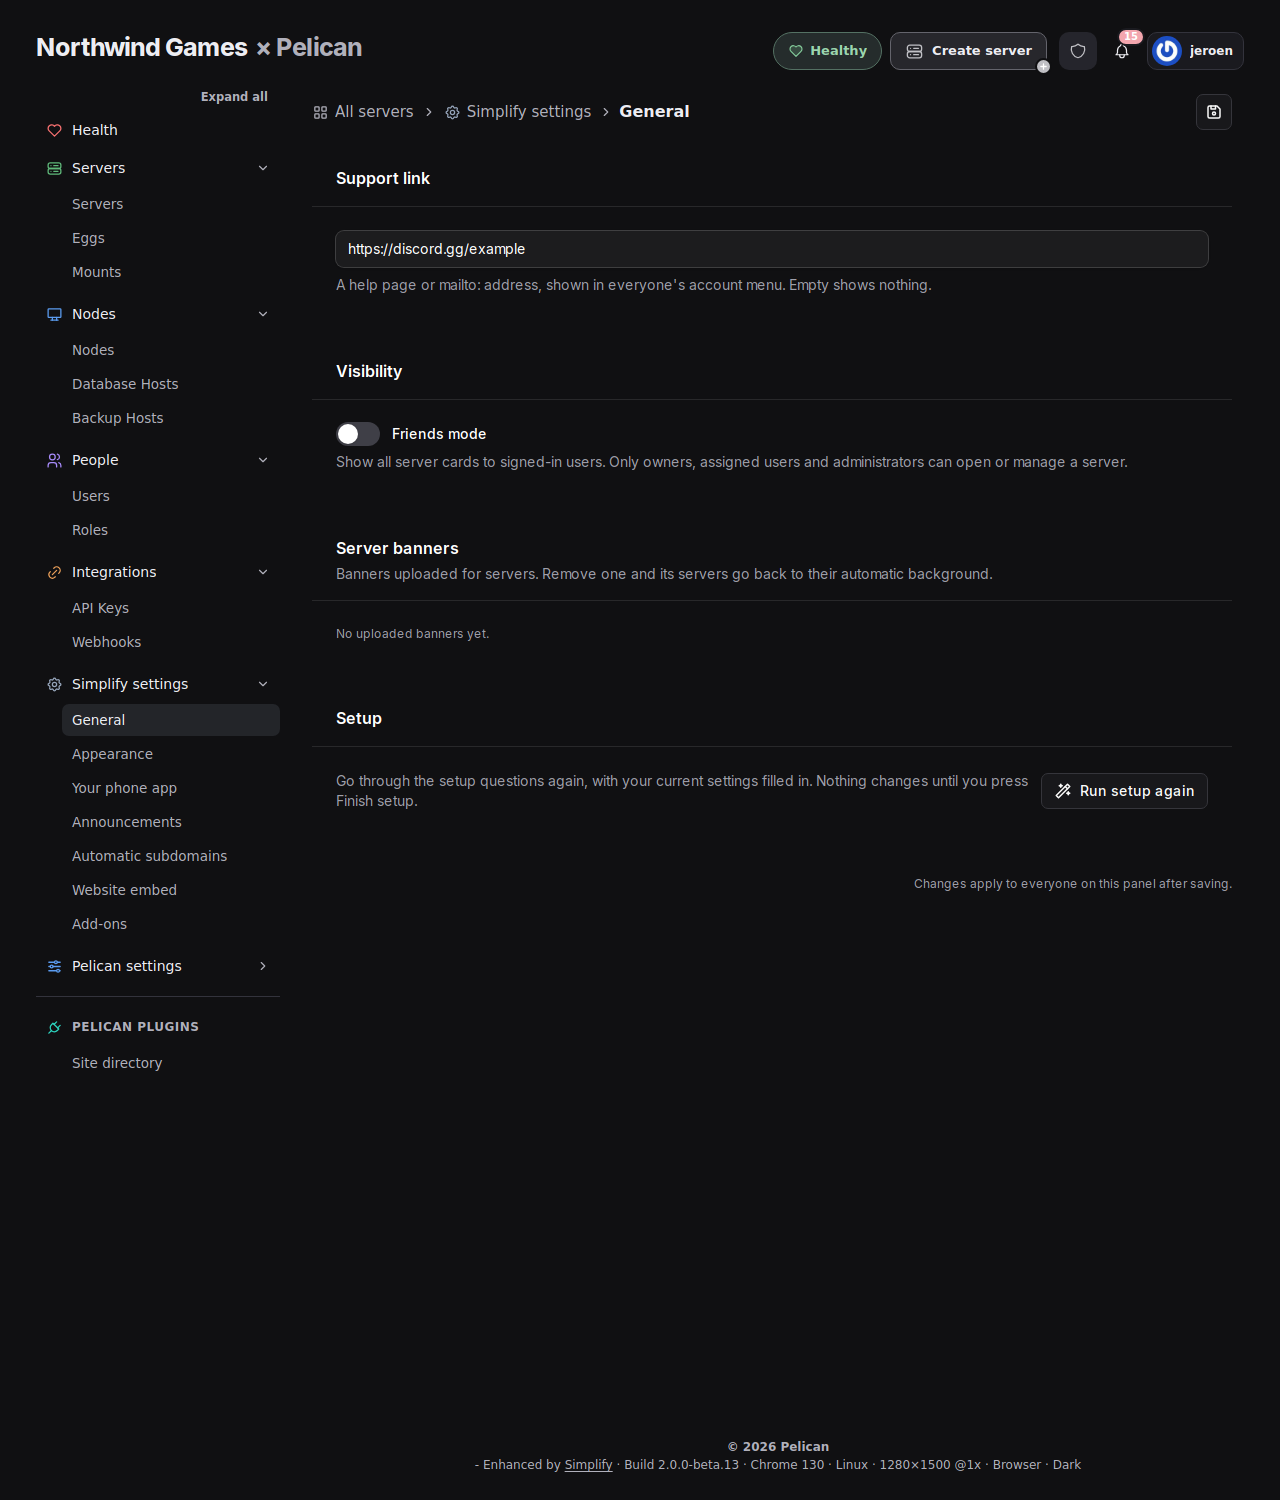 Northwind Games × Pelican
Healthy
Create server
15
jeroen
Expand all
Health
Servers
Servers
Eggs
Mounts
Nodes
Nodes
Database Hosts
Backup Hosts
People
Users
Roles
Integrations
API Keys
Webhooks
Simplify settings
General
Appearance
Your phone app
Announcements
Automatic subdomains
Website embed
Add-ons
Pelican settings
PELICAN PLUGINS
Site directory
All servers > Simplify settings > General
Support link
https://discord.gg/example
A help page or mailto: address, shown in everyone's account menu. Empty shows nothing.
Visibility
Friends mode
Show all server cards to signed-in users. Only owners, assigned users and administrators can open or manage a server.
Server banners
Banners uploaded for servers. Remove one and its servers go back to their automatic background.
No uploaded banners yet.
Setup
Go through the setup questions again, with your current settings filled in. Nothing changes until you press
Finish setup.
Run setup again
Changes apply to everyone on this panel after saving.
© 2026 Pelican
- Enhanced by Simplify · Build 2.0.0-beta.13 · Chrome 130 · Linux · 1280×1500 @1x · Browser · Dark